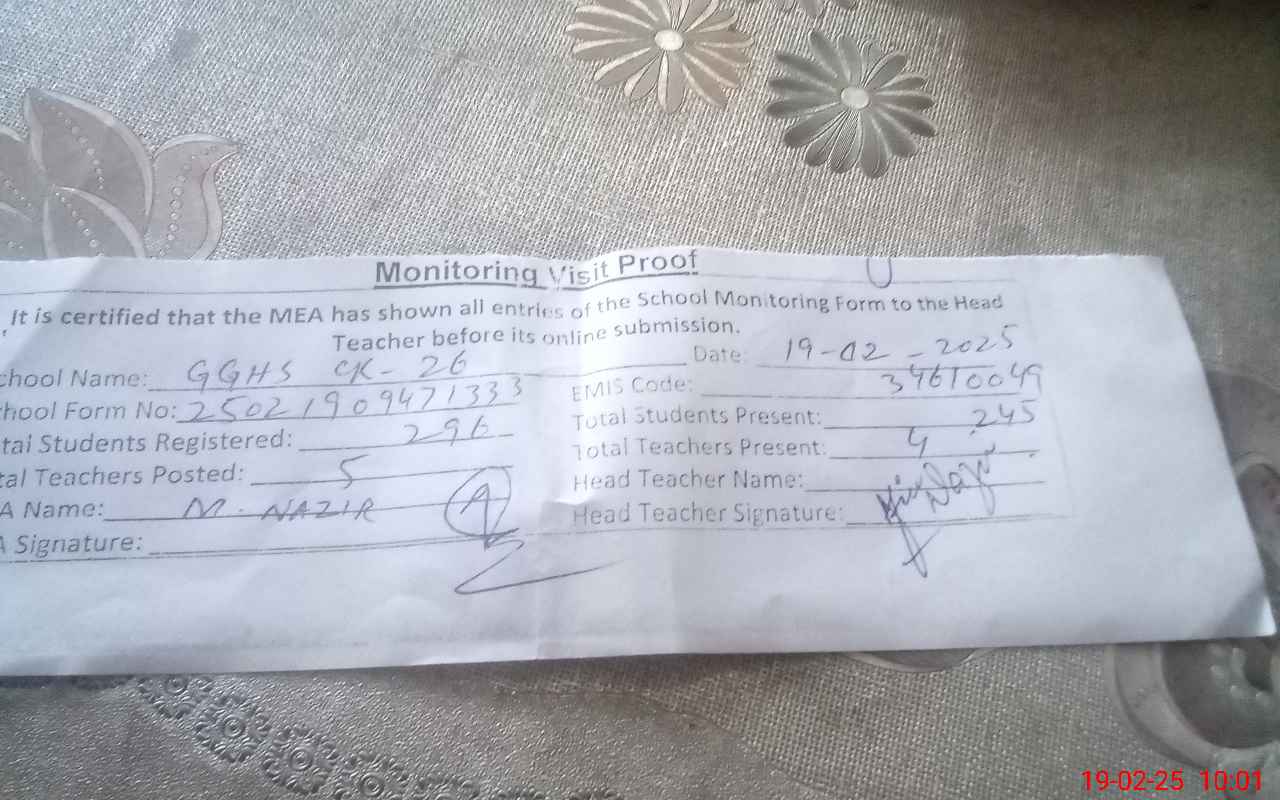 Monitoring Visit Proof
It is certified that the MEA has shown all entries of the School Monitoring Form to the Head
Teacher before its online submission.
chool Name: GGHS CK - 26 Date: 19-02-2025
hool Form No: 25021909471333 EMIS Code: 34610049
tal Students Registered: 296 Total Students Present: 245
tal Teachers Posted: 5 Total Teachers Present: 4
A Name: M. NAZIR Head Teacher Name:
A Signature: Head Teacher Signature:
19-02-25 10:01